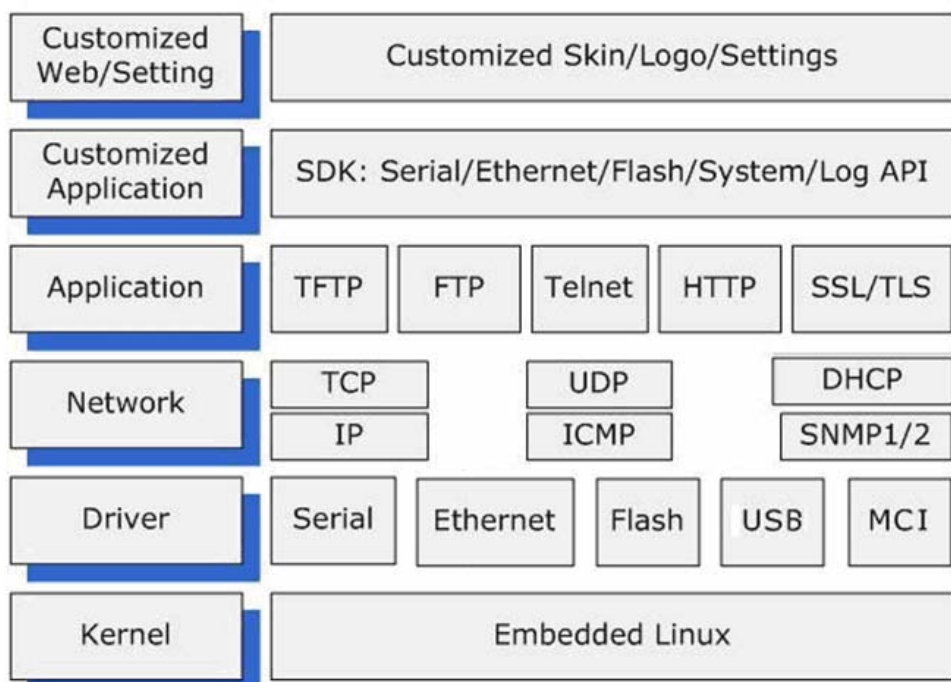 Customized
Web/Setting
Customized Skin/Logo/Settings
Customized
Application
SDK: Serial/Ethernet/Flash/System/Log API
Application
TFTP
FTP
Telnet
HTTP
SSL/TLS
Network
TCP
UDP
DHCP
IP
ICMP
SNMP1/2
Driver
Serial
Ethernet
Flash
USB
MCI
Kernel
Embedded Linux